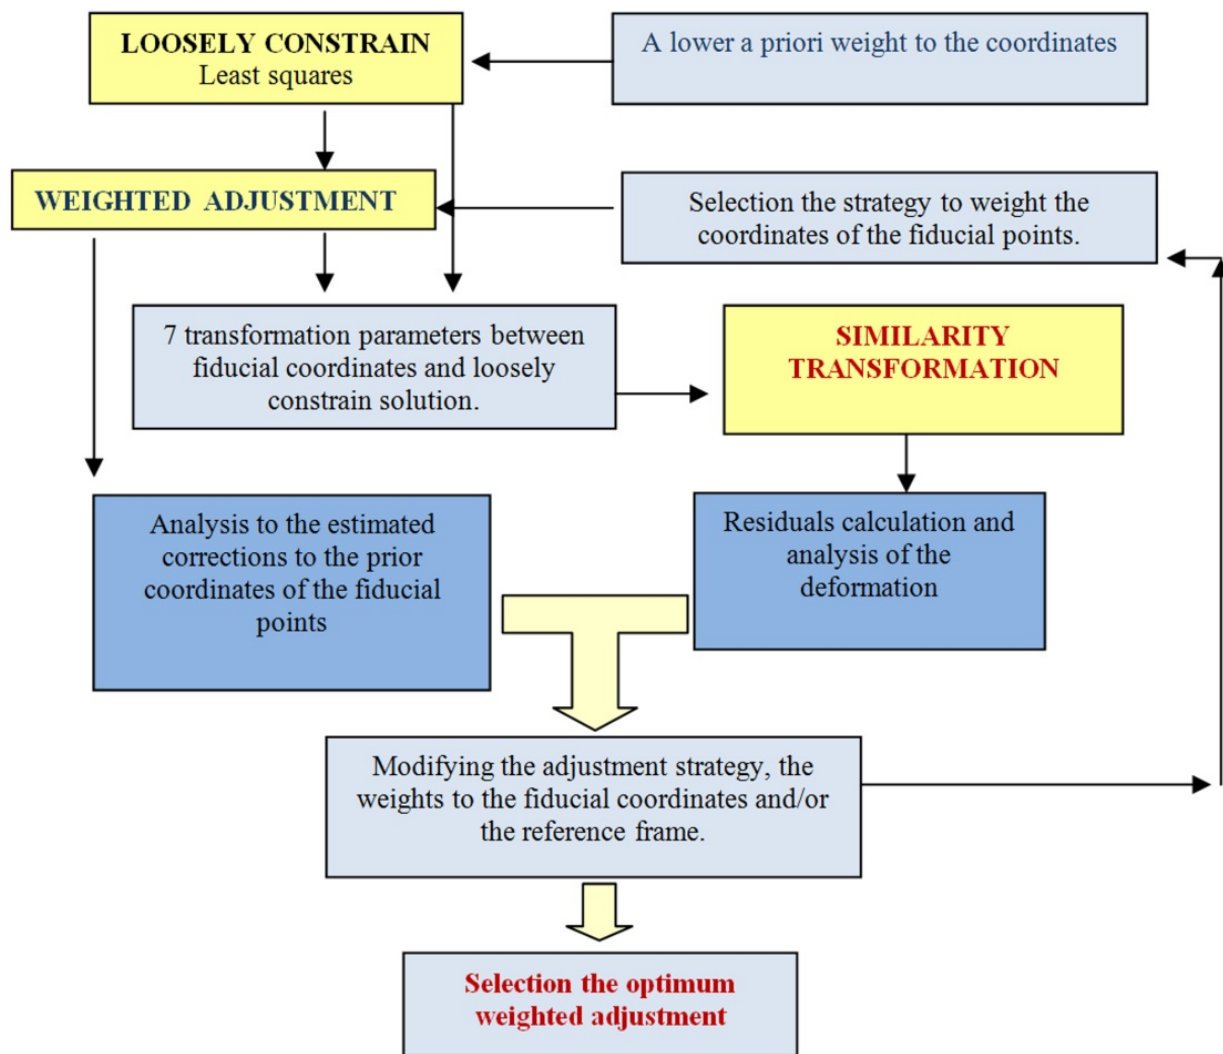 LOOSELY CONSTRAIN
Least squares
A lower a priori weight to the coordinates
WEIGHTED ADJUSTMENT
Selection the strategy to weight the
coordinates of the fiducial points.
7 transformation parameters between
fiducial coordinates and loosely
constrain solution.
SIMILARITY
TRANSFORMATION
Analysis to the estimated
corrections to the prior
coordinates of the fiducial
points
Residuals calculation and
analysis of the
deformation
Modifying the adjustment strategy, the
weights to the fiducial coordinates and/or
the reference frame.
Selection the optimum
weighted adjustment